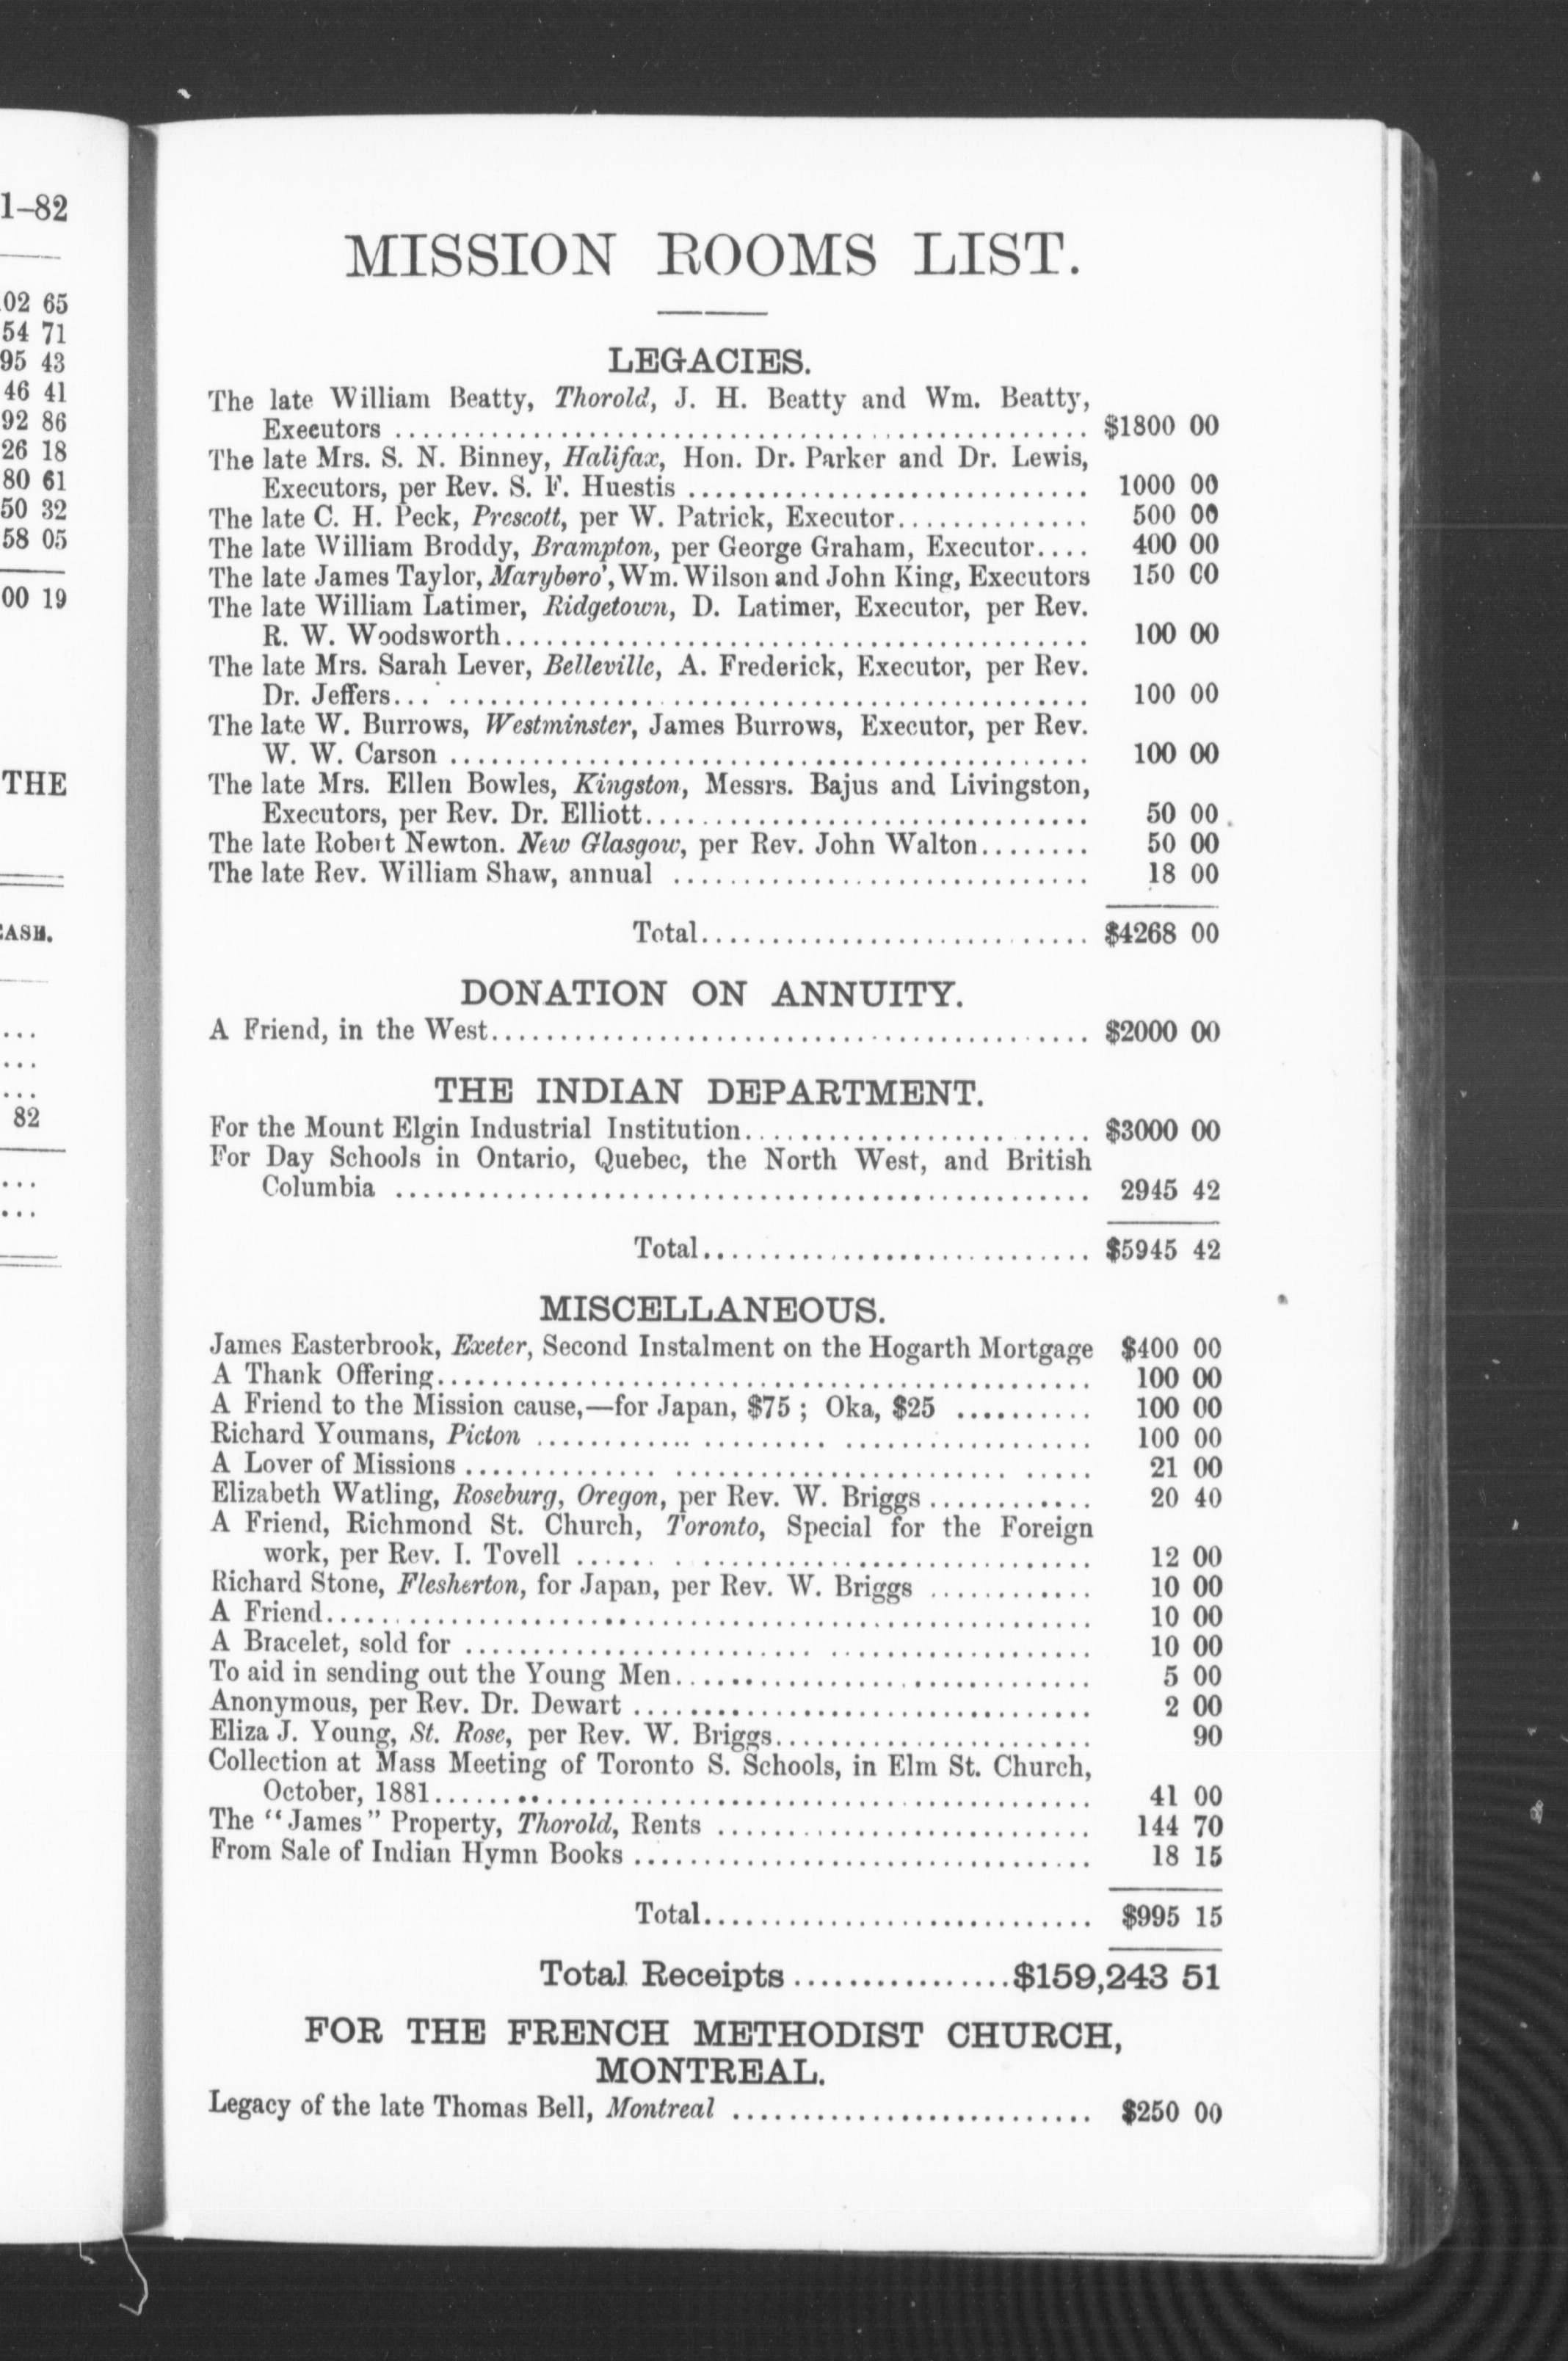 1–82
02 65
54 71
95 43
46 41
92 86
26 18
80 61
50 32
58 05
00 19
THE
CASH.
...
...
...
82
...
...
MISSION ROOMS LIST.
LEGACIES.
The late William Beatty, Thorold, J. H. Beatty and Wm. Beatty,
Executors .................................................. $1800 00
The late Mrs. S. N. Binney, Halifax, Hon. Dr. Parker and Dr. Lewis,
Executors, per Rev. S. F. Huestis ............................. 1000 00
The late C. H. Peck, Prescott, per W. Patrick, Executor.............. 500 00
The late William Broddy, Brampton, per George Graham, Executor.... 400 00
The late James Taylor, Maryboro', Wm. Wilson and John King, Executors 150 00
The late William Latimer, Ridgetown, D. Latimer, Executor, per Rev.
R. W. Woodsworth.......................................... 100 00
The late Mrs. Sarah Lever, Belleville, A. Frederick, Executor, per Rev.
Dr. Jeffers... .............................................. 100 00
The late W. Burrows, Westminster, James Burrows, Executor, per Rev.
W. W. Carson .............................................. 100 00
The late Mrs. Ellen Bowles, Kingston, Messrs. Bajus and Livingston,
Executors, per Rev. Dr. Elliott................................ 50 00
The late Robert Newton. New Glasgow, per Rev. John Walton........ 50 00
The late Rev. William Shaw, annual .............................. 18 00
Total............................ $4268 00
DONATION ON ANNUITY.
A Friend, in the West........................................... $2000 00
THE INDIAN DEPARTMENT.
For the Mount Elgin Industrial Institution......................... $3000 00
For Day Schools in Ontario, Quebec, the North West, and British
Columbia .................................................. 2945 42
Total............................ $5945 42
MISCELLANEOUS.
James Easterbrook, Exeter, Second Instalment on the Hogarth Mortgage $400 00
A Thank Offering............................................... 100 00
A Friend to the Mission cause,—for Japan, $75 ; Oka, $25 .......... 100 00
Richard Youmans, Picton ........................................ 100 00
A Lover of Missions ............................................. 21 00
Elizabeth Watling, Roseburg, Oregon, per Rev. W. Briggs ............ 20 40
A Friend, Richmond St. Church, Toronto, Special for the Foreign
work, per Rev. I. Tovell ...................................... 12 00
Richard Stone, Flesherton, for Japan, per Rev. W. Briggs ............ 10 00
A Friend....................................................... 10 00
A Bracelet, sold for ............................................. 10 00
To aid in sending out the Young Men.............................. 5 00
Anonymous, per Rev. Dr. Dewart ................................. 2 00
Eliza J. Young, St. Rose, per Rev. W. Briggs....................... 90
Collection at Mass Meeting of Toronto S. Schools, in Elm St. Church,
October, 1881................................................ 41 00
The “James” Property, Thorold, Rents ........................... 144 70
From Sale of Indian Hymn Books ................................. 18 15
Total............................ $995 15
Total Receipts ................ $159,243 51
FOR THE FRENCH METHODIST CHURCH,
MONTREAL.
Legacy of the late Thomas Bell, Montreal .......................... $250 00